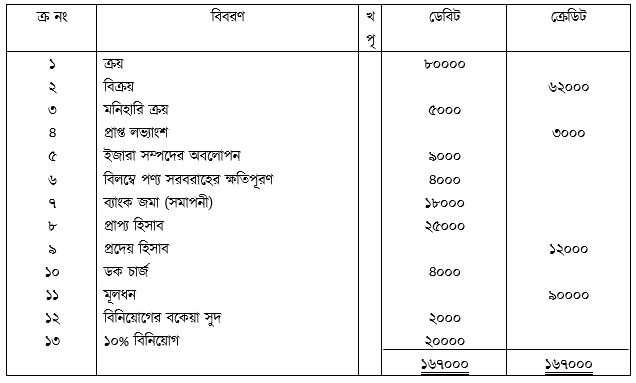 ক্র নং বিবরণ খ পৃ ডেবিট ক্রেডিট
১ ক্রয় ৮০০০০
২ বিক্রয় ৬২০০০
৩ মনিহারি ক্রয় ৫০০০
৪ প্রাপ্ত লভ্যাংশ ৩০০০
৫ ইজারা সম্পদের অবলোপন ৯০০০
৬ বিলম্বে পণ্য সরবরাহের ক্ষতিপূরণ ৪০০০
৭ ব্যাংক জমা (সমাপনী) ১৮০০০
৮ প্রাপ্য হিসাব ২৫০০০
৯ প্রদেয় হিসাব ১২০০০
১০ ডক চার্জ ৪০০০
১১ মূলধন ৯০০০০
১২ বিনিয়োগের বকেয়া সুদ ২০০০
১৩ ১০% বিনিয়োগ ২০০০০
১৬৭০০০ ১৬৭০০০